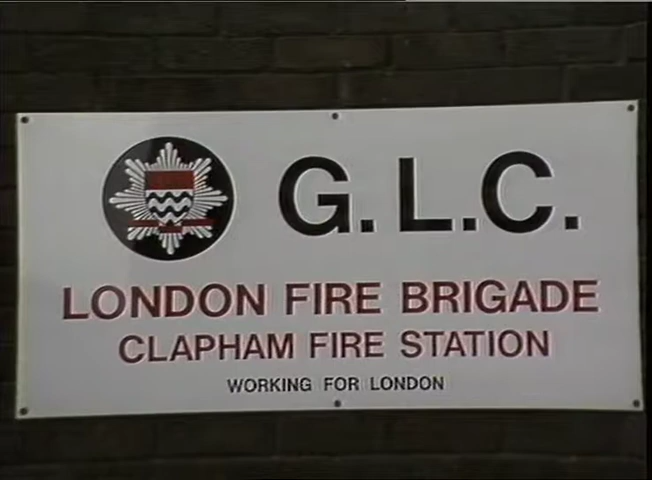 G.L.C.
LONDON FIRE BRIGADE
CLAPHAM FIRE STATION
WORKING FOR LONDON